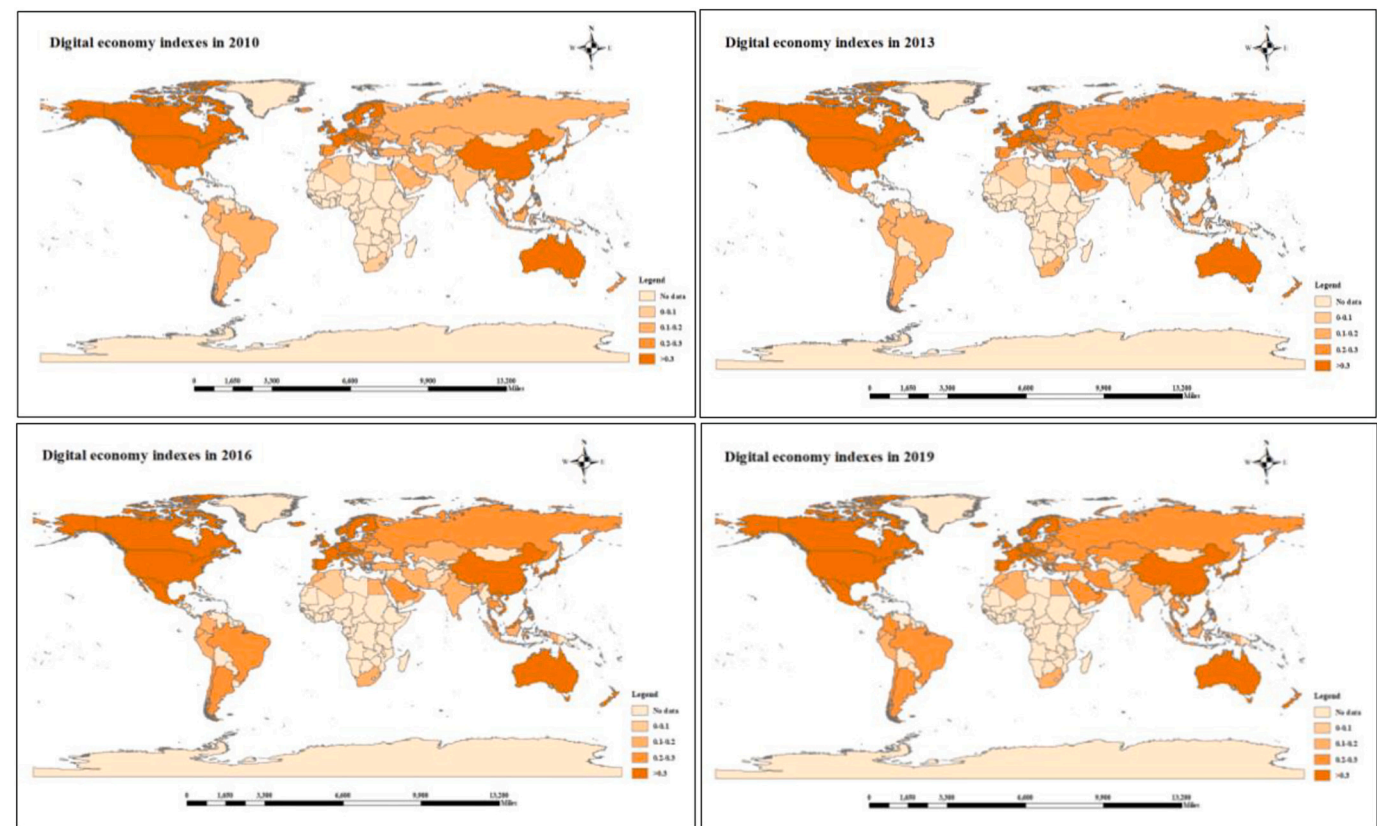 Digital economy indexes in 2010
N
W E
S
Legend
No data
0-0.1
0.1-0.2
0.2-0.3
>0.3
0 1,650 3,300 6,600 9,900 13,200
Miles
Digital economy indexes in 2013
N
W E
S
Legend
No data
0-0.1
0.1-0.2
0.2-0.3
>0.3
0 1,650 3,300 6,600 9,900 13,200
Miles
Digital economy indexes in 2016
N
W E
S
Legend
No data
0-0.1
0.1-0.2
0.2-0.3
>0.3
0 1,650 3,300 6,600 9,900 13,200
Miles
Digital economy indexes in 2019
N
W E
S
Legend
No data
0-0.1
0.1-0.2
0.2-0.3
>0.3
0 1,650 3,300 6,600 9,900 13,200
Miles